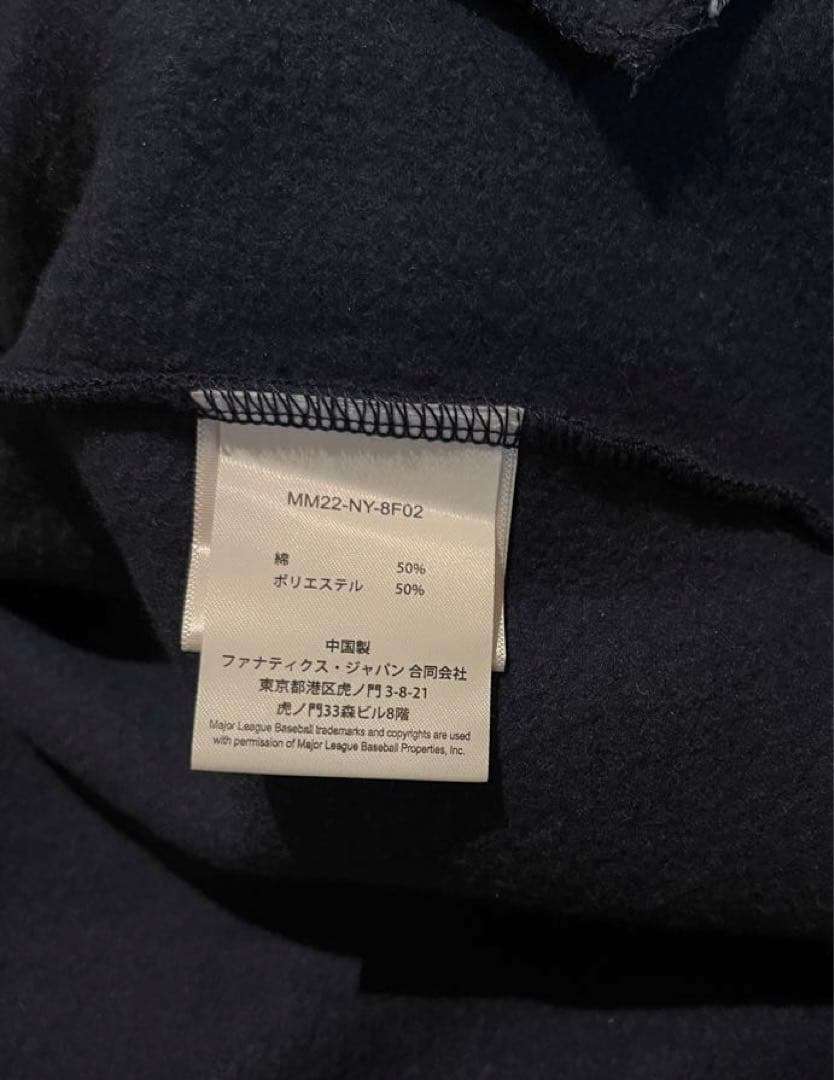 MM22-NY-8F02
綿 50%
ポリエステル 50%
中国製
ファナティクス・ジャパン 合同会社
東京都港区虎ノ門 3-8-21
虎ノ門33森ビル8階
Major League Baseball trademarks and copyrights are used
with permission of Major League Baseball Properties, Inc.